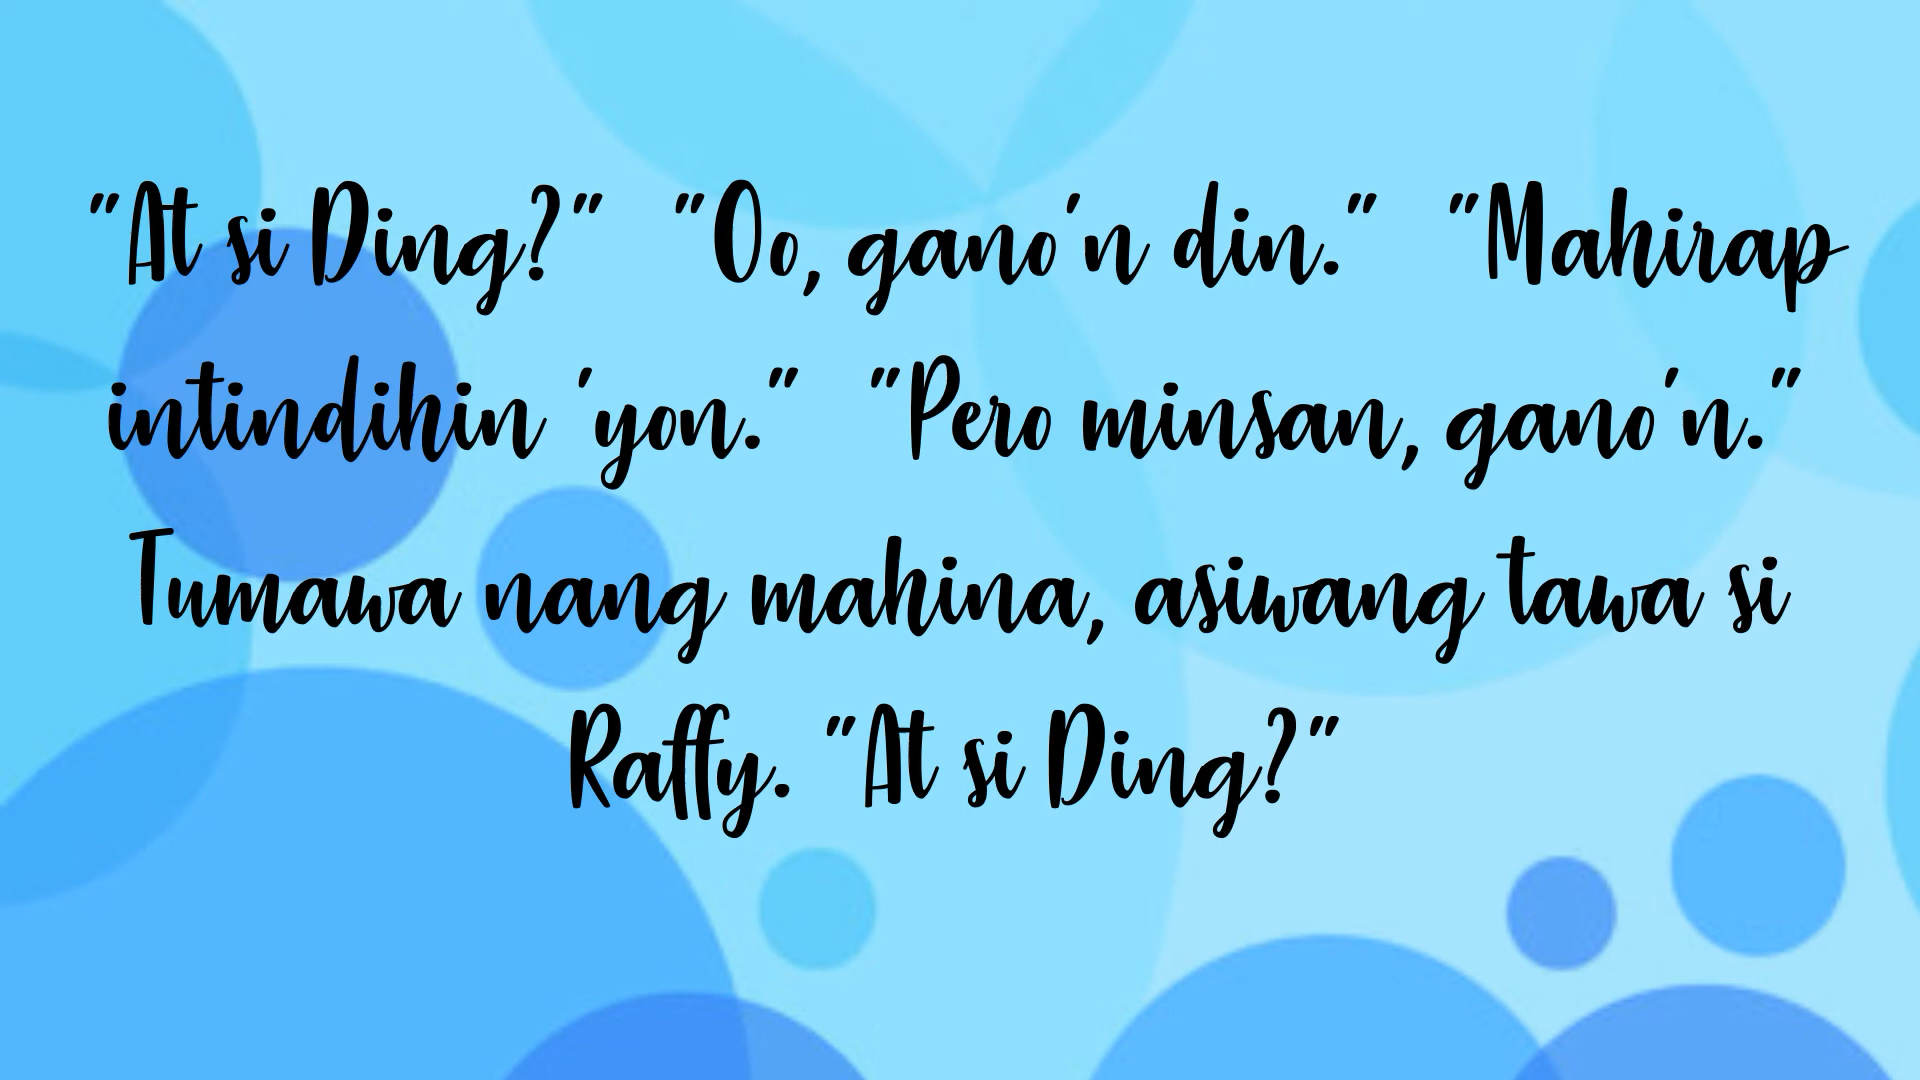 "At si Ding?"  "Oo, gano'n din."  "Mahirap
intindihin 'yon."  "Pero minsan, gano'n."
Tumawa nang mahina, asiwang tawa si
Raffy. "At si Ding?"